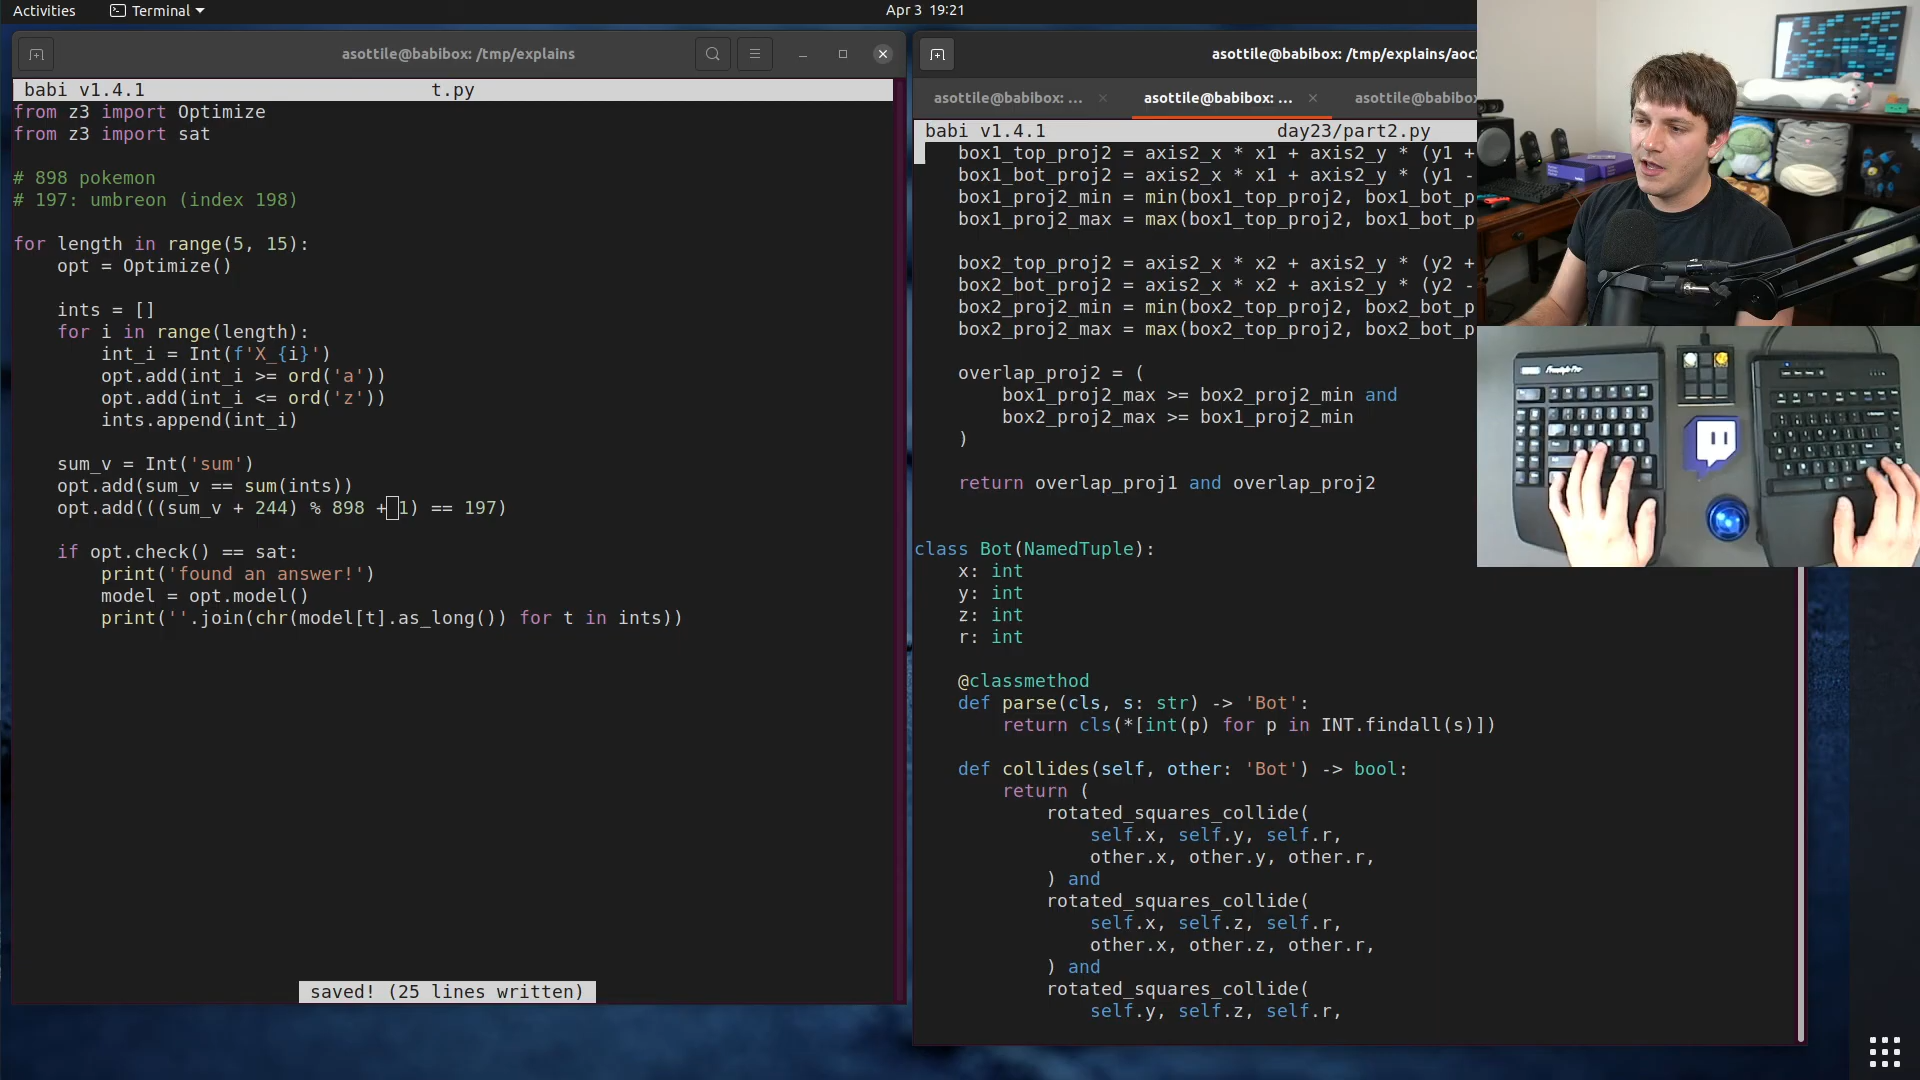 Activities
Terminal
Apr 3 19:21
asottile@babibox: /tmp/explains
babi v1.4.1 t.py
from z3 import Optimize
from z3 import sat
# 898 pokemon
# 197: umbreon (index 198)
for length in range(5, 15):
opt = Optimize()
ints = []
for i in range(length):
int_i = Int(f'X_{i}')
opt.add(int_i >= ord('a'))
opt.add(int_i <= ord('z'))
ints.append(int_i)
sum_v = Int('sum')
opt.add(sum_v == sum(ints))
opt.add(((sum_v + 244) % 898 + 1) == 197)
if opt.check() == sat:
print('found an answer!')
model = opt.model()
print(''.join(chr(model[t].as_long()) for t in ints))
saved! (25 lines written)
asottile@babibox: /tmp/explains/aoc
asottile@babibox: ...
asottile@babibox: ...
asottile@babibox
babi v1.4.1 day23/part2.py
box1_top_proj2 = axis2_x * x1 + axis2_y * (y1 +
box1_bot_proj2 = axis2_x * x1 + axis2_y * (y1 -
box1_proj2_min = min(box1_top_proj2, box1_bot_p
box1_proj2_max = max(box1_top_proj2, box1_bot_p
box2_top_proj2 = axis2_x * x2 + axis2_y * (y2 +
box2_bot_proj2 = axis2_x * x2 + axis2_y * (y2 -
box2_proj2_min = min(box2_top_proj2, box2_bot_p
box2_proj2_max = max(box2_top_proj2, box2_bot_p
overlap_proj2 = (
box1_proj2_max >= box2_proj2_min and
box2_proj2_max >= box1_proj2_min
)
return overlap_proj1 and overlap_proj2
class Bot(NamedTuple):
x: int
y: int
z: int
r: int
@classmethod
def parse(cls, s: str) -> 'Bot':
return cls(*[int(p) for p in INT.findall(s)])
def collides(self, other: 'Bot') -> bool:
return (
rotated_squares_collide(
self.x, self.y, self.r,
other.x, other.y, other.r,
) and
rotated_squares_collide(
self.x, self.z, self.r,
other.x, other.z, other.r,
) and
rotated_squares_collide(
self.y, self.z, self.r,